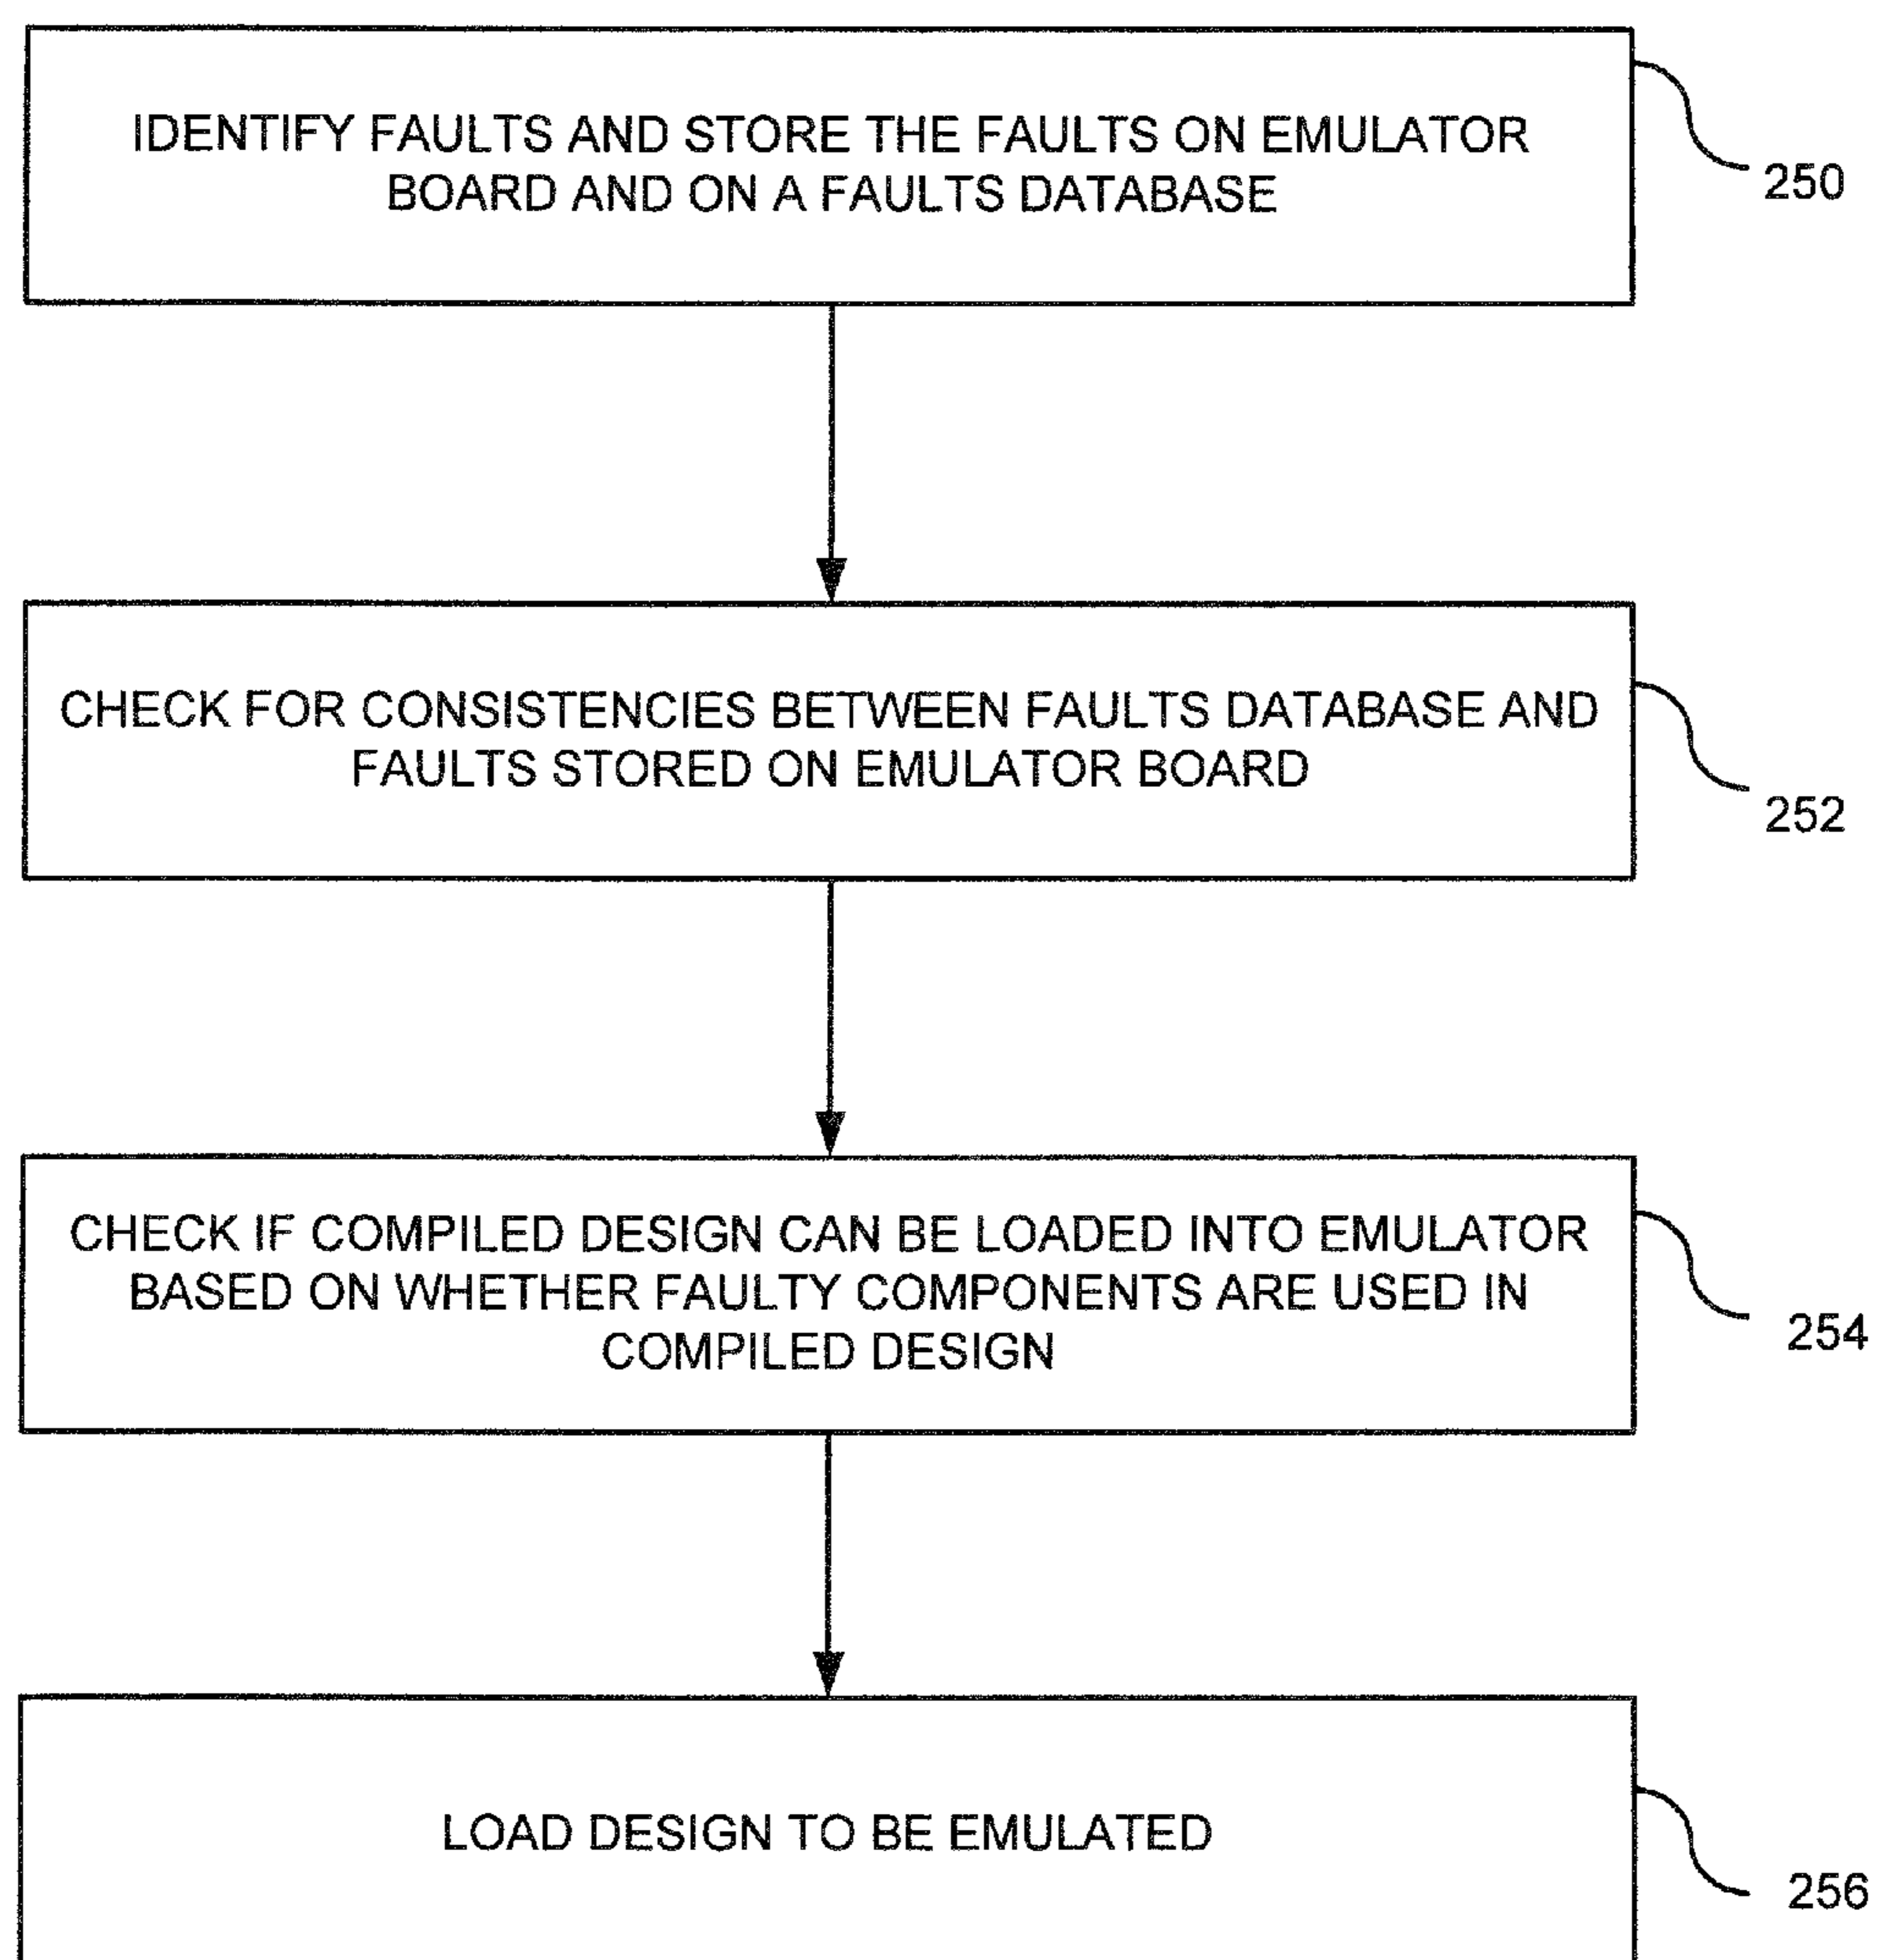 IDENTIFY FAULTS AND STORE THE FAULTS ON EMULATOR
BOARD AND ON A FAULTS DATABASE
250
CHECK FOR CONSISTENCIES BETWEEN FAULTS DATABASE AND
FAULTS STORED ON EMULATOR BOARD
252
CHECK IF COMPILED DESIGN CAN BE LOADED INTO EMULATOR
BASED ON WHETHER FAULTY COMPONENTS ARE USED IN
COMPILED DESIGN
254
LOAD DESIGN TO BE EMULATED
256